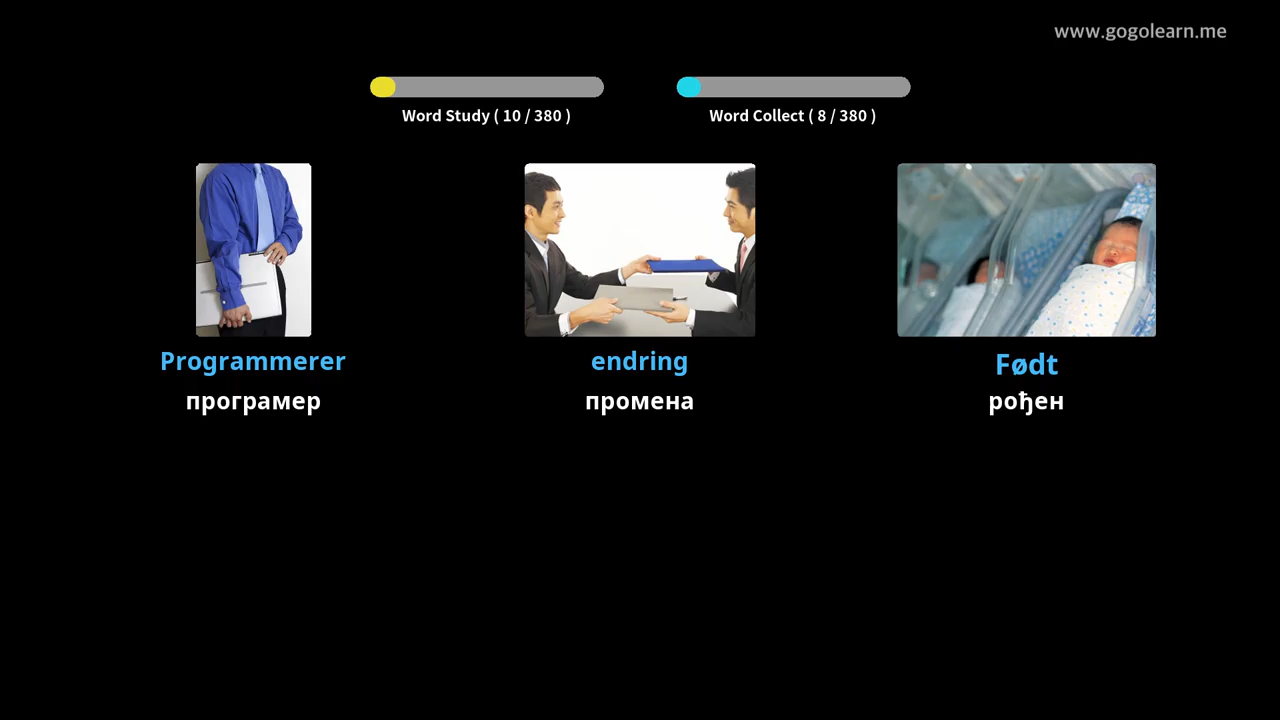 www.gogolearn.me
Word Study ( 10 / 380 )
Word Collect ( 8 / 380 )
Programmerer
програмер
endring
промена
Født
рођен